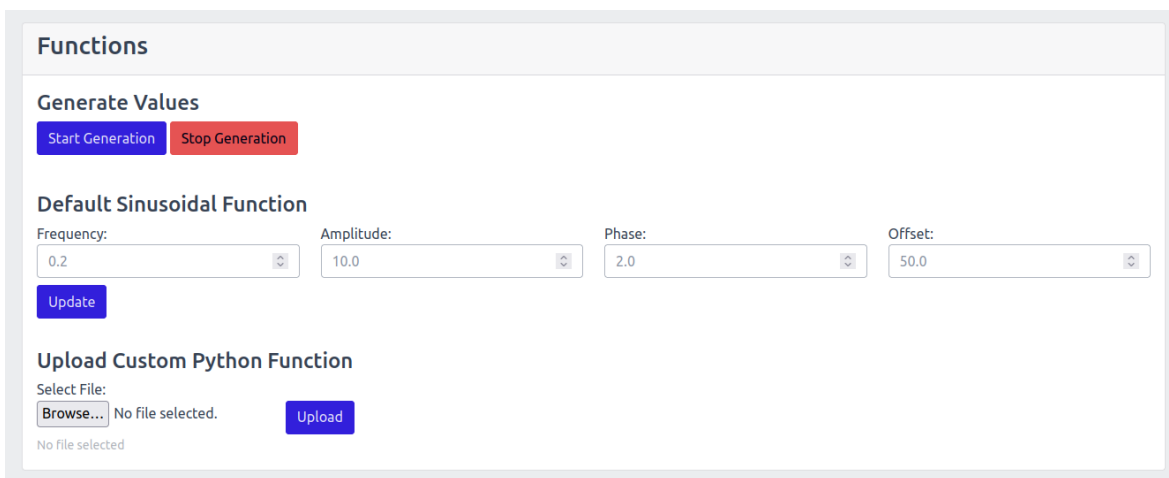 Functions
Generate Values
Start Generation Stop Generation
Default Sinusoidal Function
Frequency: Amplitude: Phase: Offset:
0.2 10.0 2.0 50.0
Update
Upload Custom Python Function
Select File:
Browse... No file selected. Upload
No file selected